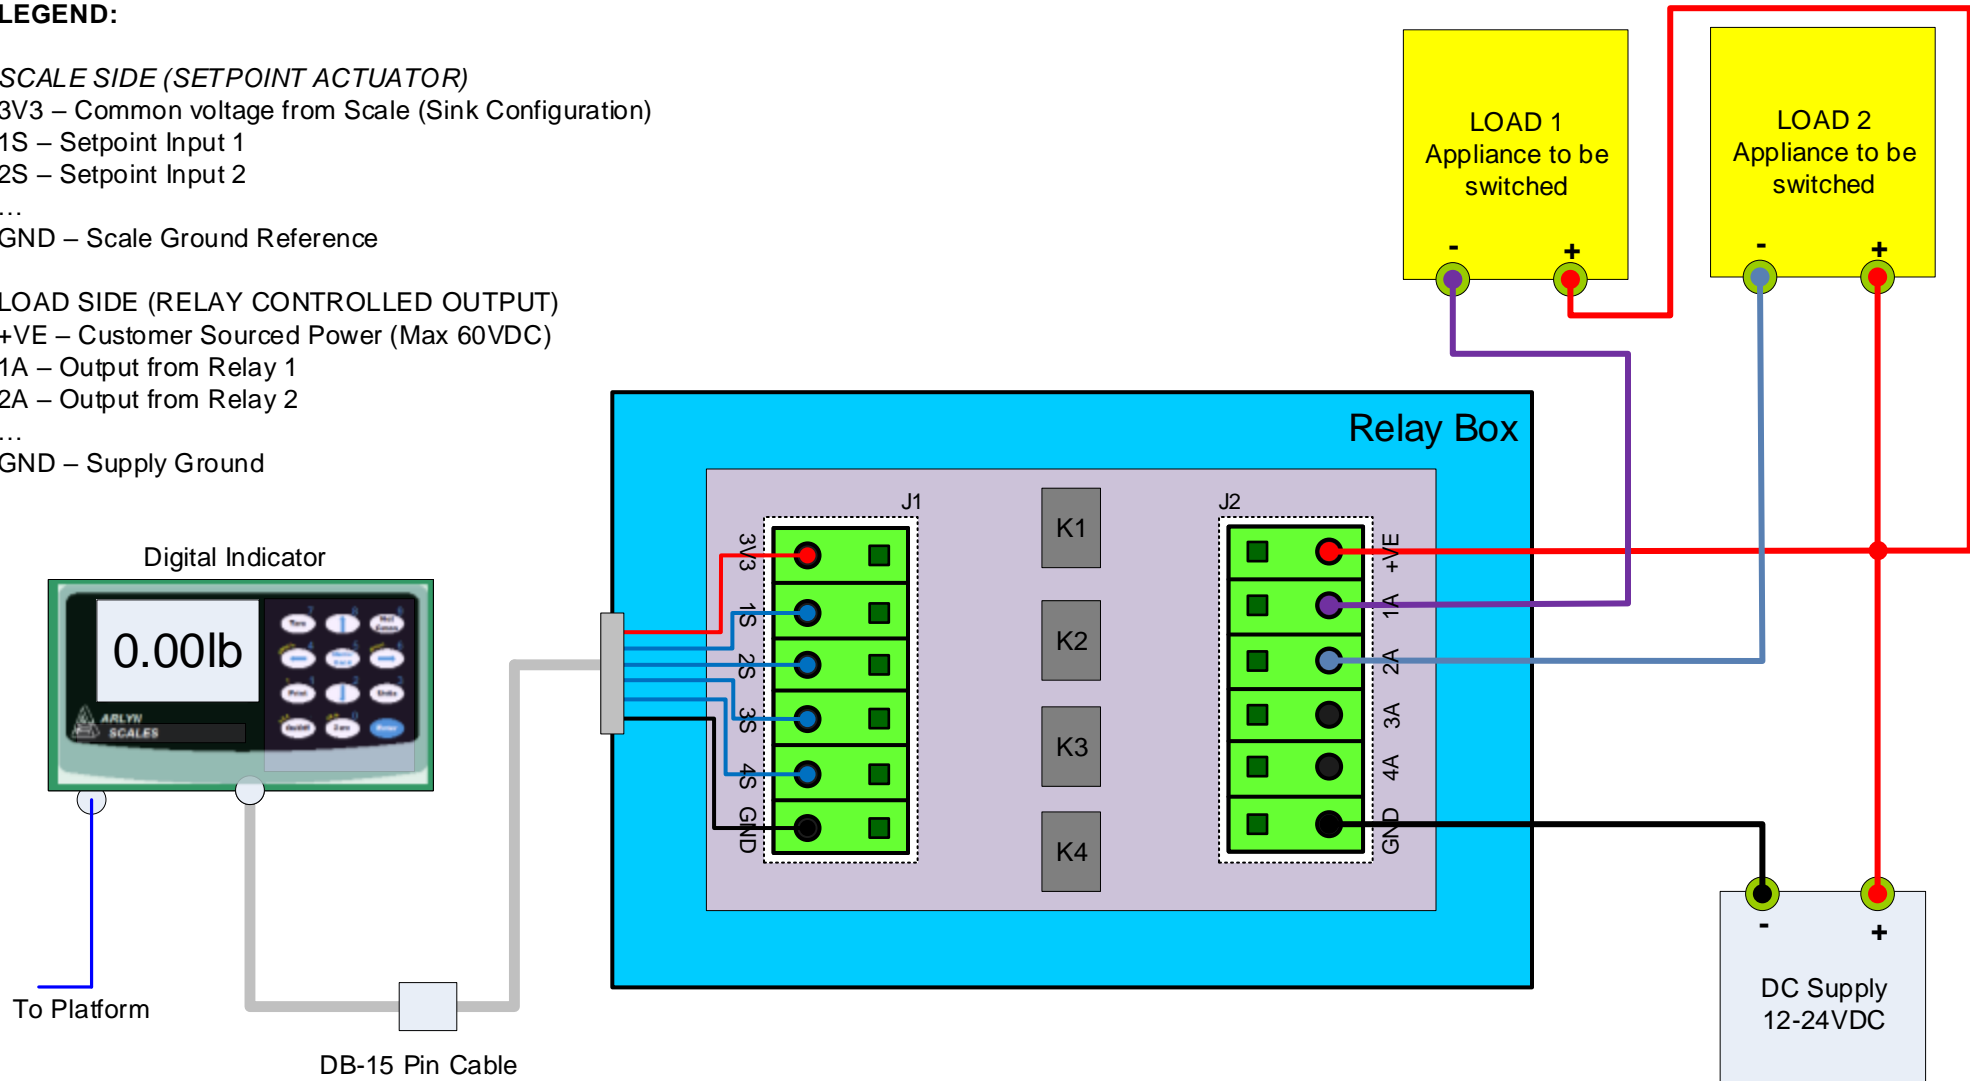 LEGEND:
SCALE SIDE (SETPOINT ACTUATOR)
3V3 – Common voltage from Scale (Sink Configuration)
1S – Setpoint Input 1
2S – Setpoint Input 2
...
GND – Scale Ground Reference
LOAD SIDE (RELAY CONTROLLED OUTPUT)
+VE – Customer Sourced Power (Max 60VDC)
1A – Output from Relay 1
2A – Output from Relay 2
...
GND – Supply Ground
LOAD 1
Appliance to be
switched
- +
LOAD 2
Appliance to be
switched
- +
Relay Box
J1
3V3
1S
2S
3S
4S
GND
K1
K2
K3
K4
J2
+VE
1A
2A
3A
4A
GND
Digital Indicator
0.00lb
ARLYN
SCALES
To Platform
DB-15 Pin Cable
- +
DC Supply
12-24VDC